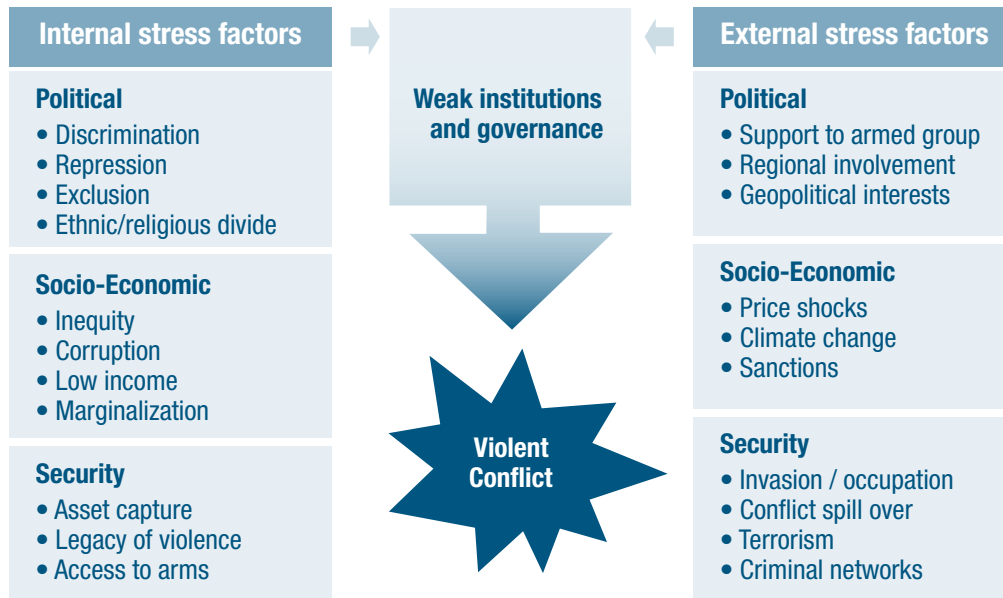 Internal stress factors
Political
• Discrimination
• Repression
• Exclusion
• Ethnic/religious divide
Socio-Economic
• Inequity
• Corruption
• Low income
• Marginalization
Security
• Asset capture
• Legacy of violence
• Access to arms
Weak institutions
and governance
Violent
Conflict
External stress factors
Political
• Support to armed group
• Regional involvement
• Geopolitical interests
Socio-Economic
• Price shocks
• Climate change
• Sanctions
Security
• Invasion / occupation
• Conflict spill over
• Terrorism
• Criminal networks